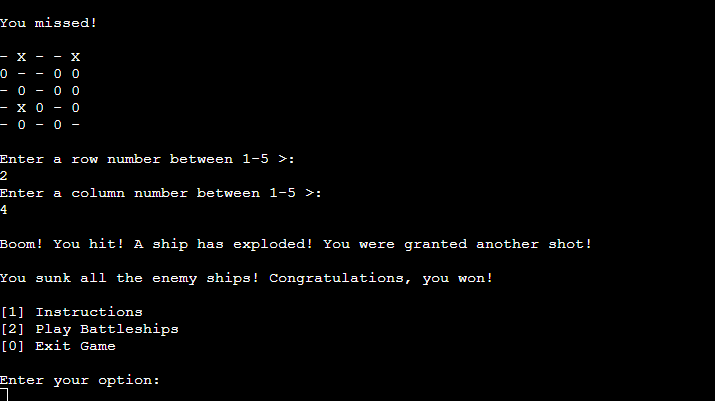 You missed!
- X - - X
0 - - 0 0
- 0 - 0 0
- X 0 - 0
- 0 - 0 -
Enter a row number between 1-5 >:
2
Enter a column number between 1-5 >:
4
Boom! You hit! A ship has exploded! You were granted another shot!
You sunk all the enemy ships! Congratulations, you won!
[1] Instructions
[2] Play Battleships
[0] Exit Game
Enter your option: